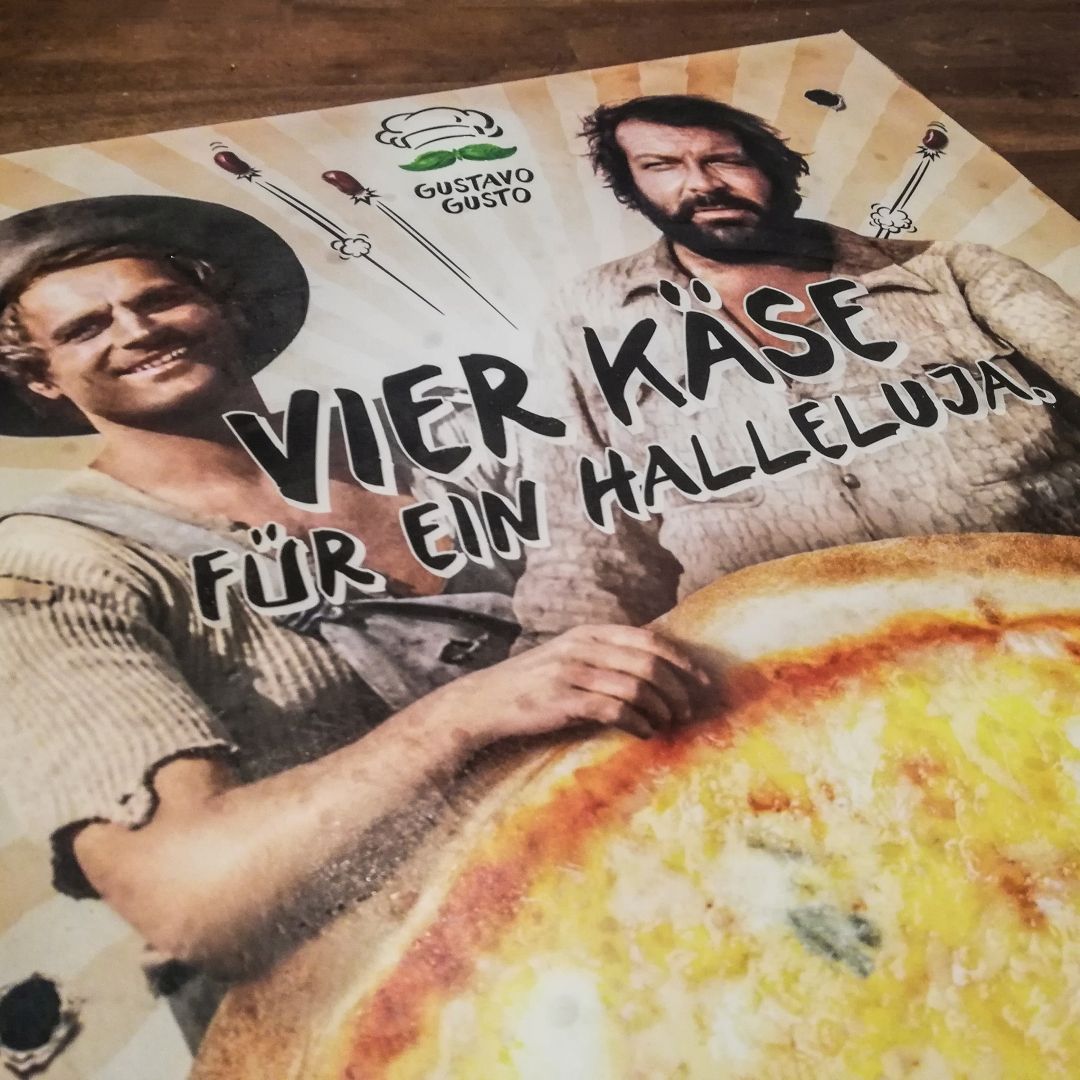 GUSTAVO
GUSTO
VIER KÄSE
FÜR EIN HALLELUJA.